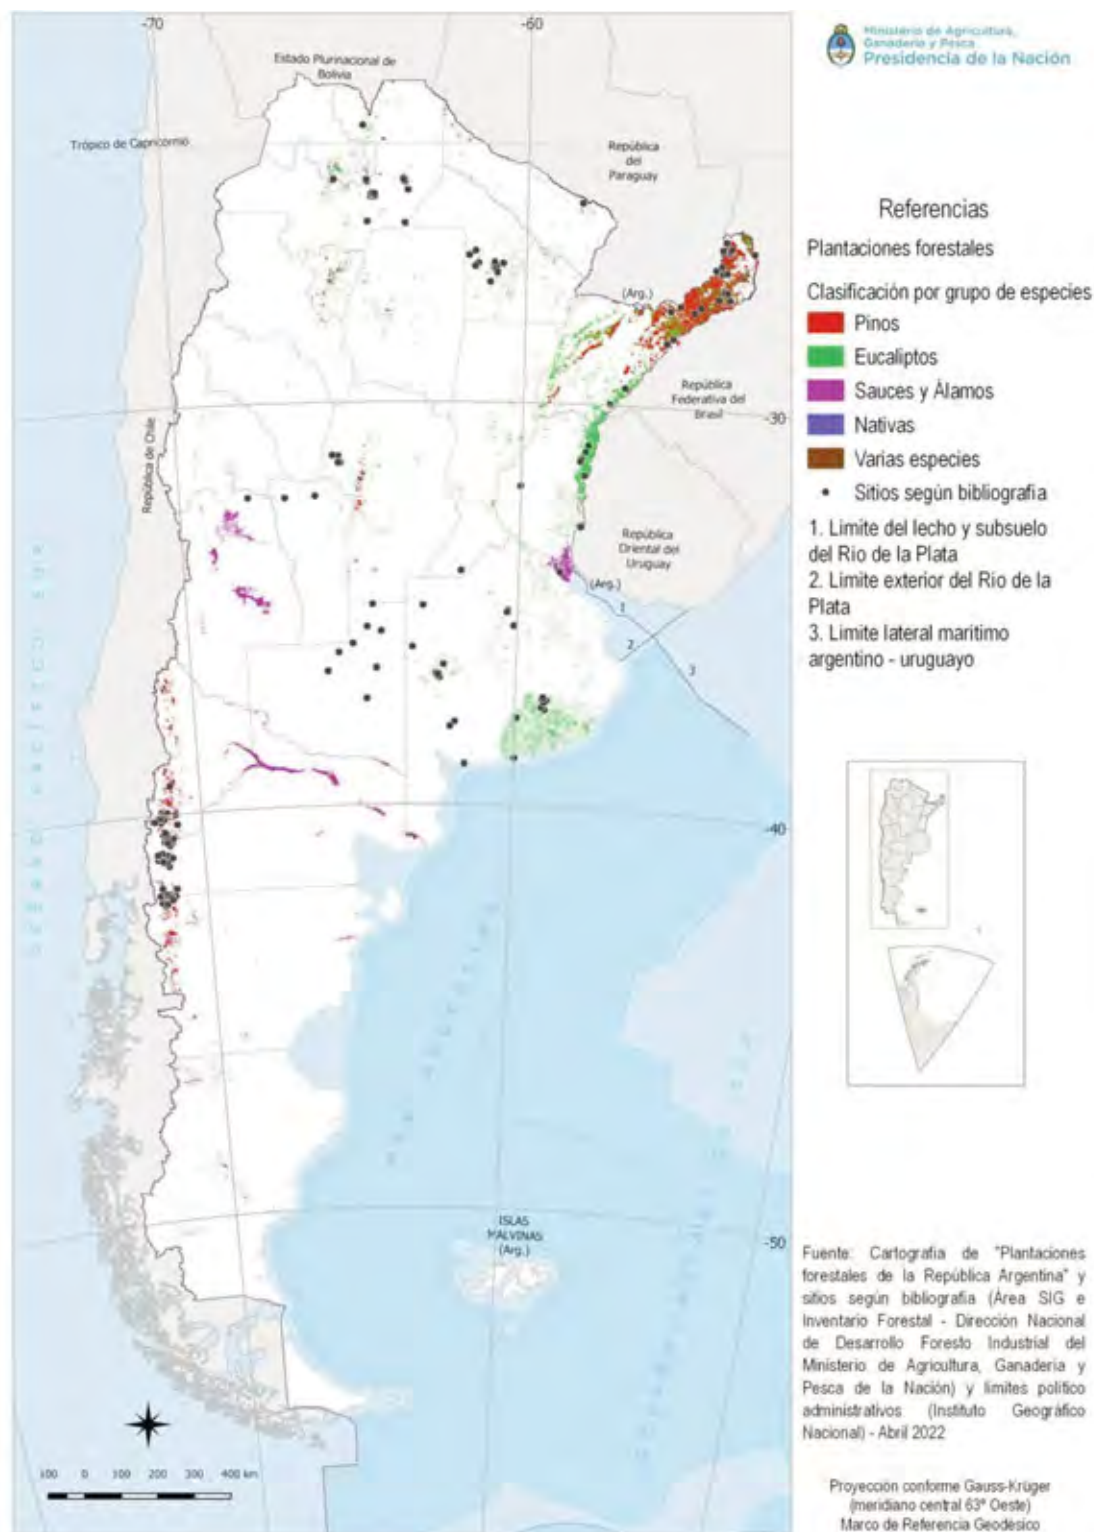 -70
-60
Estado Plurinacional de
Bolivia
Trópico de Capricornio
República
del
Paraguay
(Arg.)
República
Federativa del
Brasil
-30
República de Chile
República
Oriental del
Uruguay
(Arg.)
1
2
3
-40
ISLAS
MALVINAS
(Arg.)
-50
100 0 100 200 300 400 km
Ministerio de Agricultura,
Ganadería y Pesca
Presidencia de la Nación
Referencias
Plantaciones forestales
Clasificación por grupo de especies
Pinos
Eucaliptos
Sauces y Álamos
Nativas
Varias especies
Sitios según bibliografía
1. Limite del lecho y subsuelo
del Rio de la Plata
2. Limite exterior del Rio de la
Plata
3. Limite lateral marítimo
argentino - uruguayo
Fuente: Cartografía de "Plantaciones
forestales de la República Argentina" y
sitios según bibliografía (Área SIG e
Inventario Forestal - Dirección Nacional
de Desarrollo Foresto Industrial del
Ministerio de Agricultura, Ganadería y
Pesca de la Nación) y limites político
administrativos (Instituto Geográfico
Nacional) - Abril 2022
Proyección conforme Gauss-Krüger
(meridiano central 63° Oeste)
Marco de Referencia Geodésico